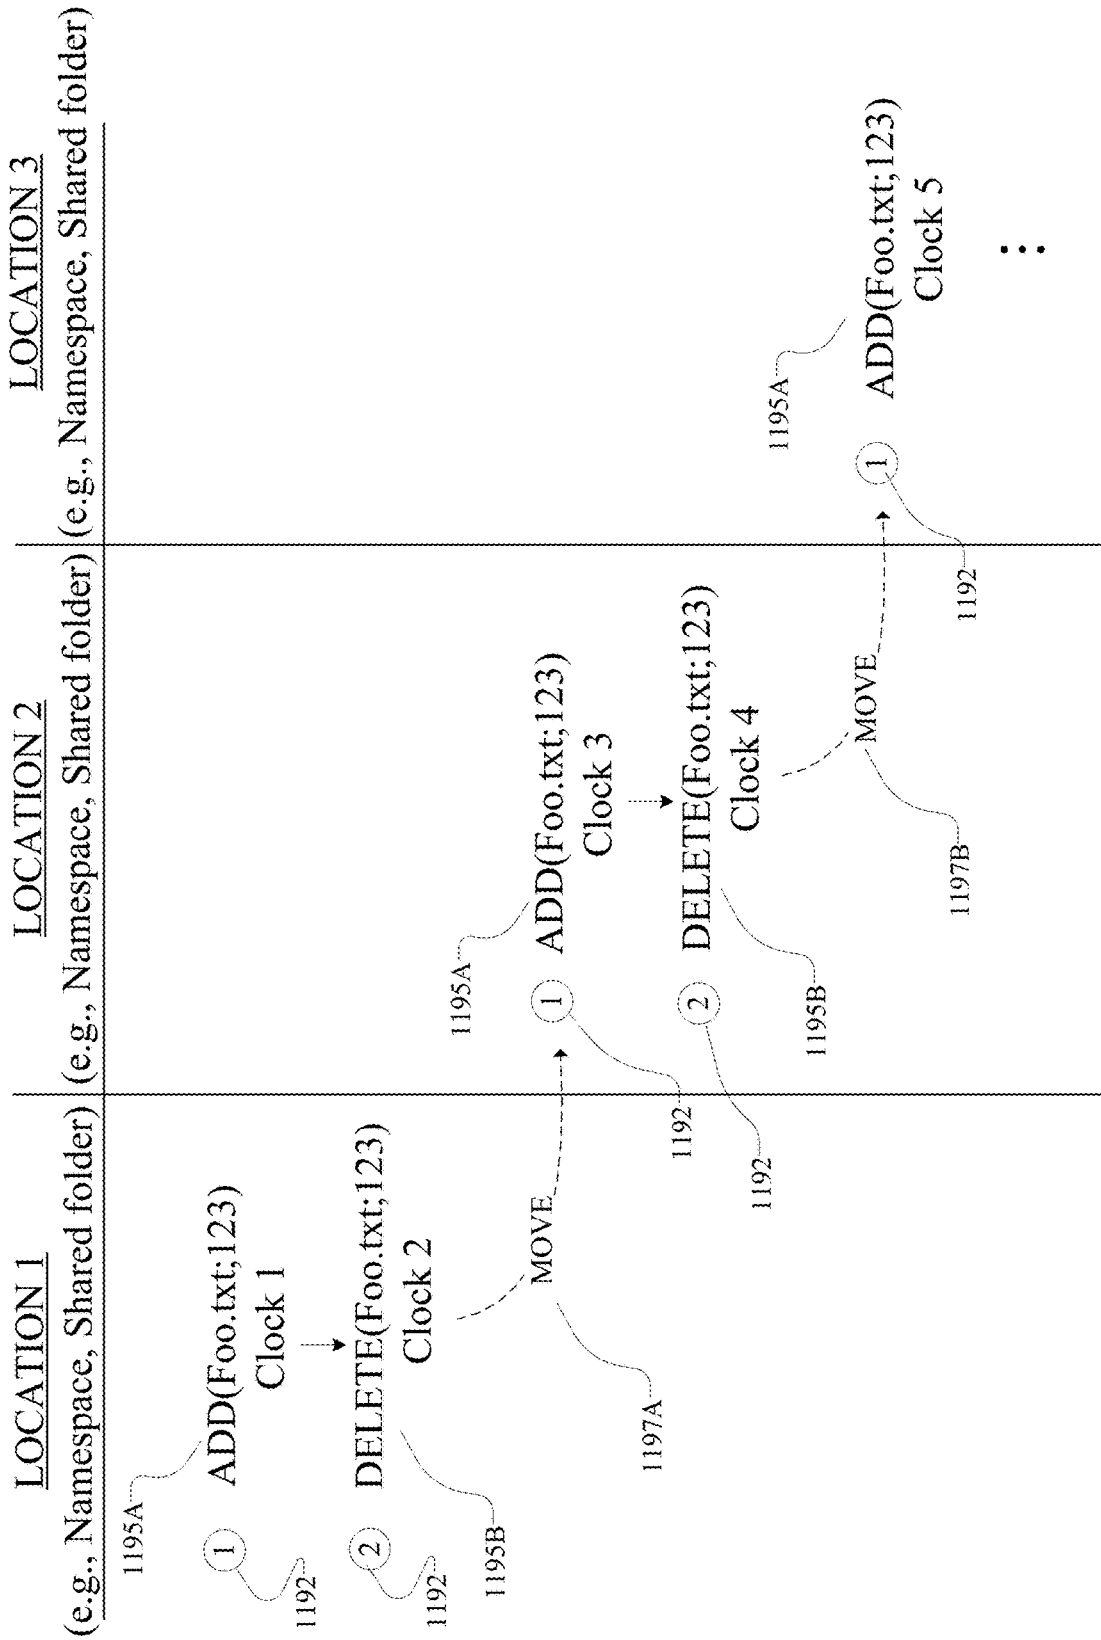 LOCATION 1
(e.g., Namespace, Shared folder)
LOCATION 2
(e.g., Namespace, Shared folder)
LOCATION 3
(e.g., Namespace, Shared folder)
1195A
1 ADD(Foo.txt;123)
Clock 1
1192
2 DELETE(Foo.txt;123)
Clock 2
1192
1195B
MOVE
1197A
1195A
1 ADD(Foo.txt;123)
Clock 3
1192
2 DELETE(Foo.txt;123)
Clock 4
1192
1195B
MOVE
1197B
1195A
1 ADD(Foo.txt;123)
Clock 5
1192